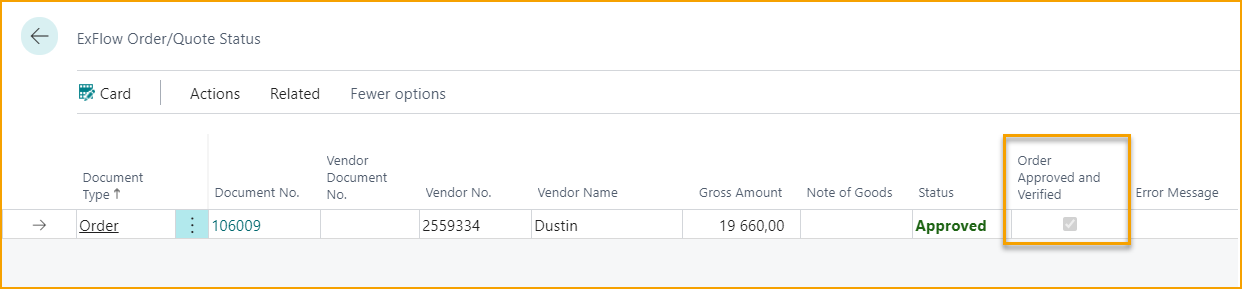 ExFlow Order/Quote Status
Card Actions Related Fewer options
Document Type ↑ Document No. Vendor Document No. Vendor No. Vendor Name Gross Amount Note of Goods Status Order Approved and Verified Error Message
Order 106009 2559334 Dustin 19 660,00 Approved